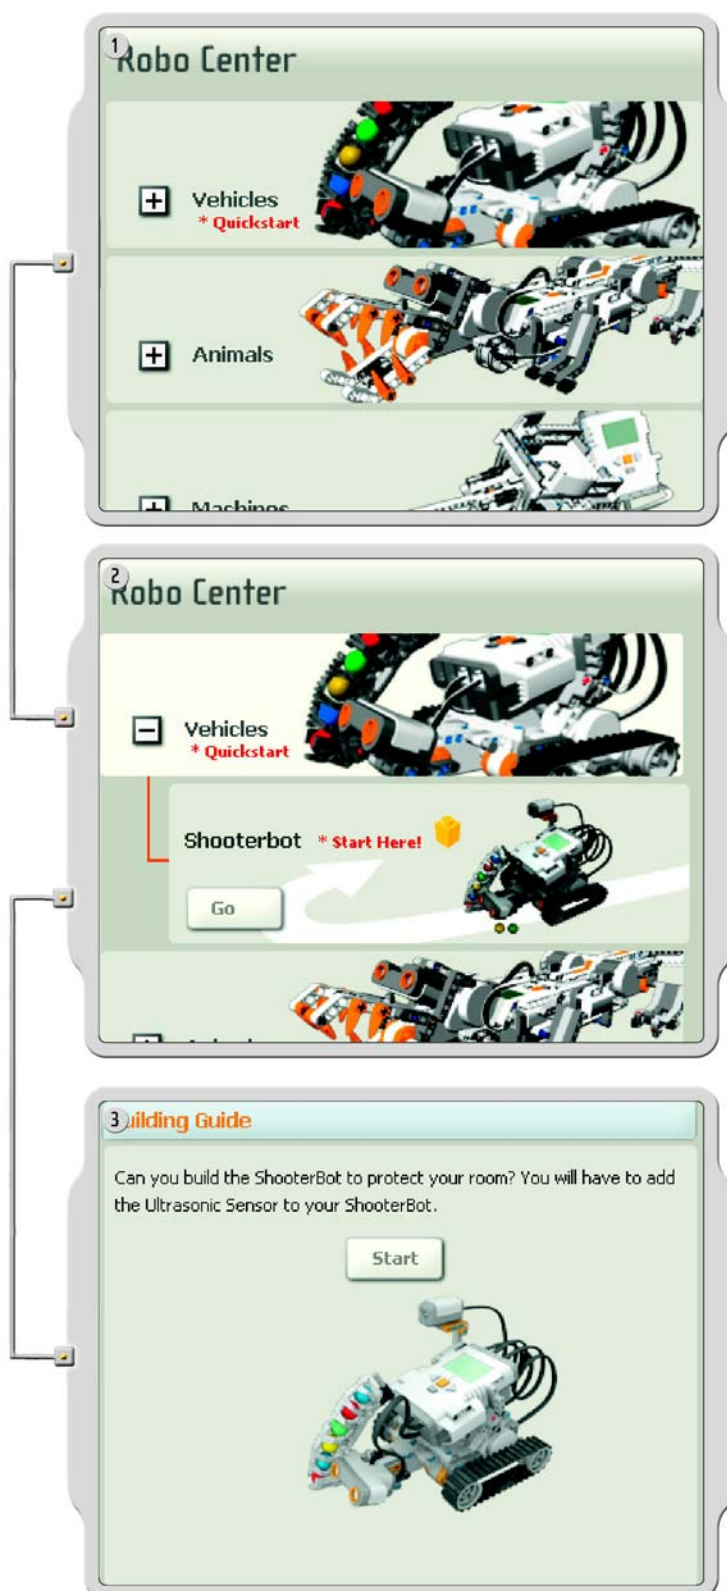 1
Robo Center
Vehicles
* Quickstart
Animals
Machines
2
Robo Center
Vehicles
* Quickstart
Shooterbot * Start Here!
Go
3
uilding Guide
Can you build the ShooterBot to protect your room? You will have to add
the Ultrasonic Sensor to your ShooterBot.
Start